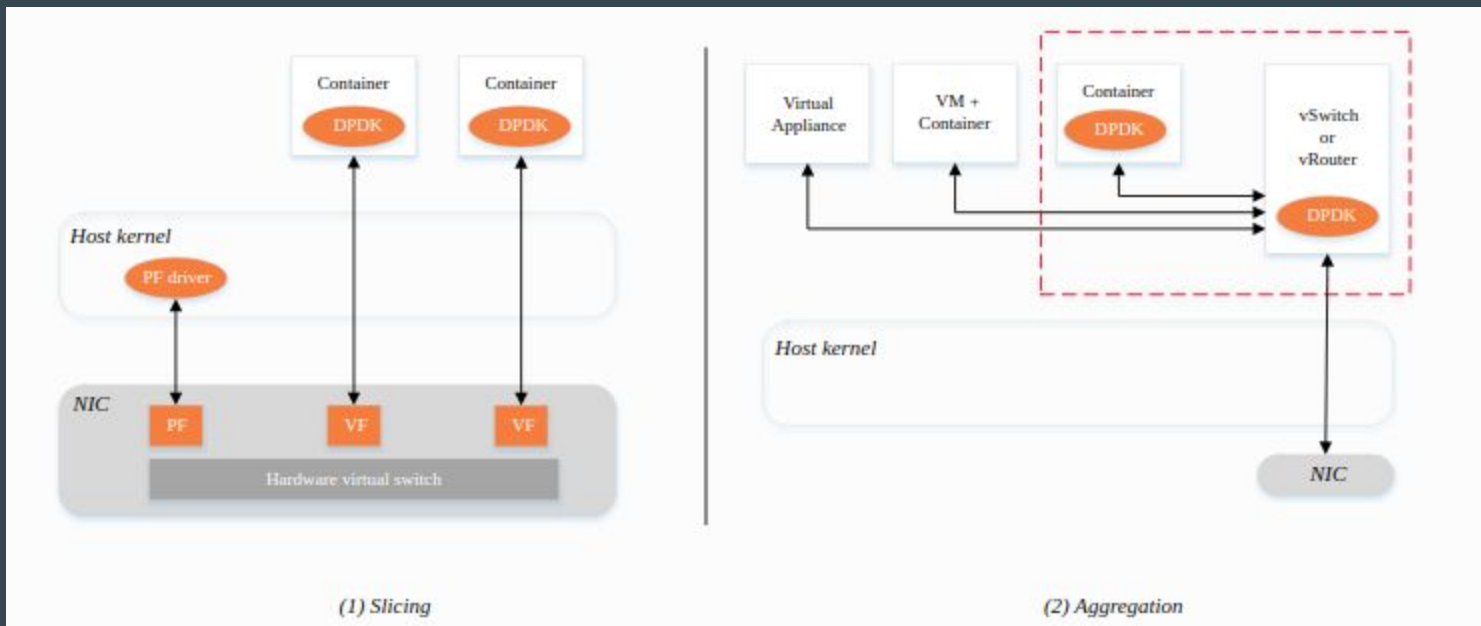 Container
DPDK
Container
DPDK
Host kernel
PF driver
NIC
PF
VF
VF
Hardware virtual switch
(1) Slicing
Virtual
Appliance
VM +
Container
Container
DPDK
vSwitch
or
vRouter
DPDK
Host kernel
NIC
(2) Aggregation